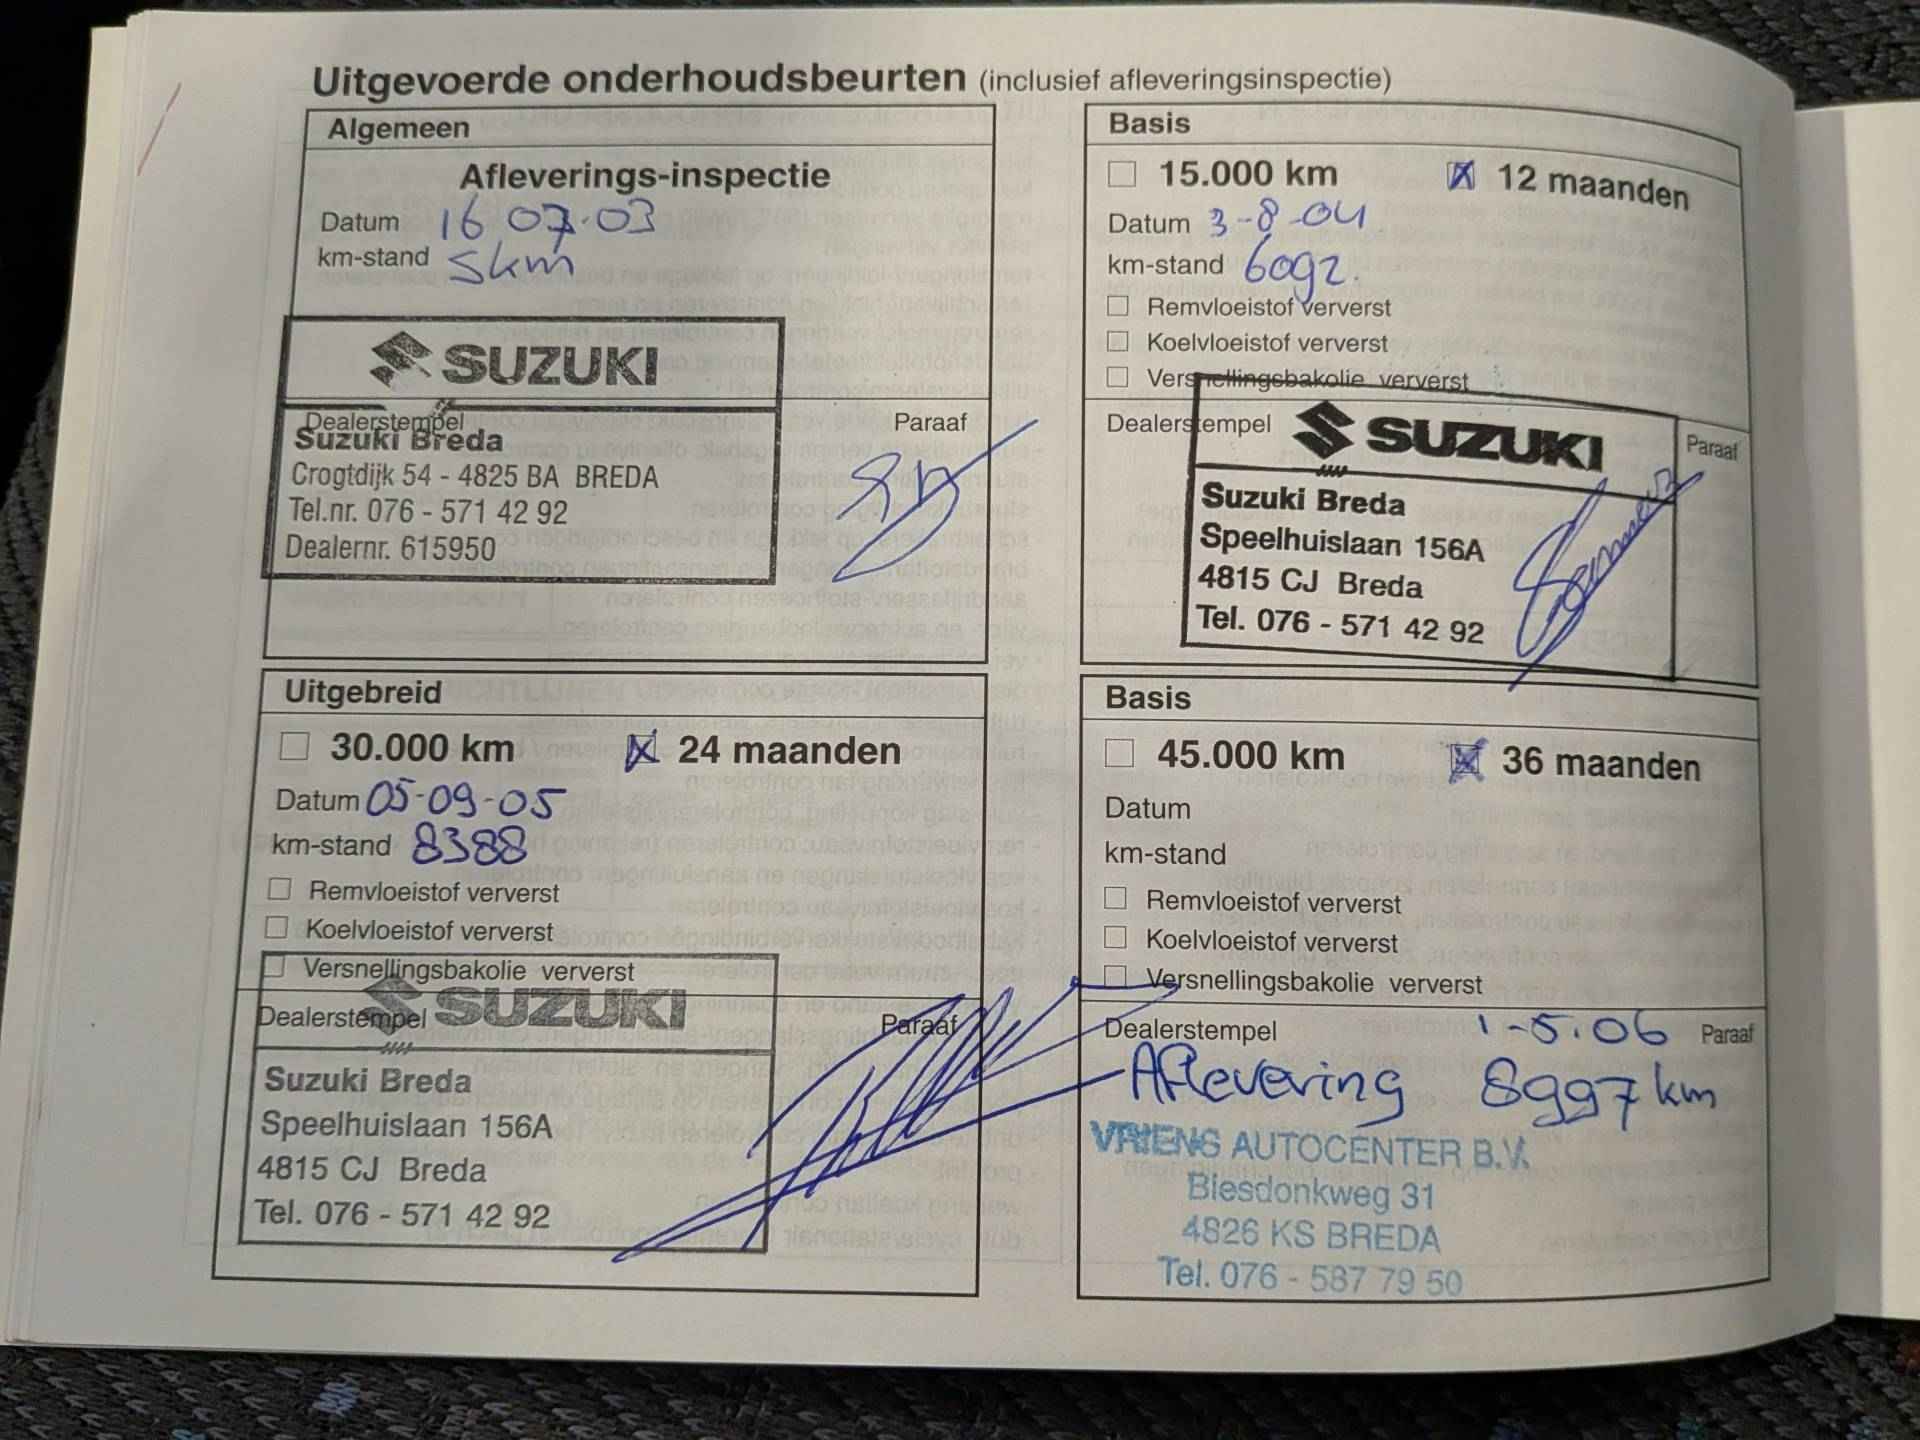 Uitgevoerde onderhoudsbeurten (inclusief afleveringsinspectie)
Algemeen
Afleverings-inspectie
Datum 16 07-03
km-stand 5km
SUZUKI
Dealerstempel
Paraaf
Suzuki Breda
Crogtdijk 54 - 4825 BA BREDA
Tel.nr. 076 - 571 42 92
Dealernr. 615950
Basis
15.000 km
12 maanden
Datum 3-8-04
km-stand 6092.
Remvloeistof ververst
Koelvloeistof ververst
Versnellingsbakolie ververst
Dealerstempel
SUZUKI
Paraaf
Suzuki Breda
Speelhuislaan 156A
4815 CJ Breda
Tel. 076 - 571 42 92
Uitgebreid
30.000 km
24 maanden
Datum 05-09-05
km-stand 8388
Remvloeistof ververst
Koelvloeistof ververst
Versnellingsbakolie ververst
Dealerstempel
SUZUKI
Paraaf
Suzuki Breda
Speelhuislaan 156A
4815 CJ Breda
Tel. 076 - 571 42 92
Basis
45.000 km
36 maanden
Datum
km-stand
Remvloeistof ververst
Koelvloeistof ververst
Versnellingsbakolie ververst
Dealerstempel
1-5.06
Paraaf
Aflevering 8997 km
VRIENS AUTOCENTER B.V.
Biesdonkweg 31
4826 KS BREDA
Tel. 076 - 587 79 50